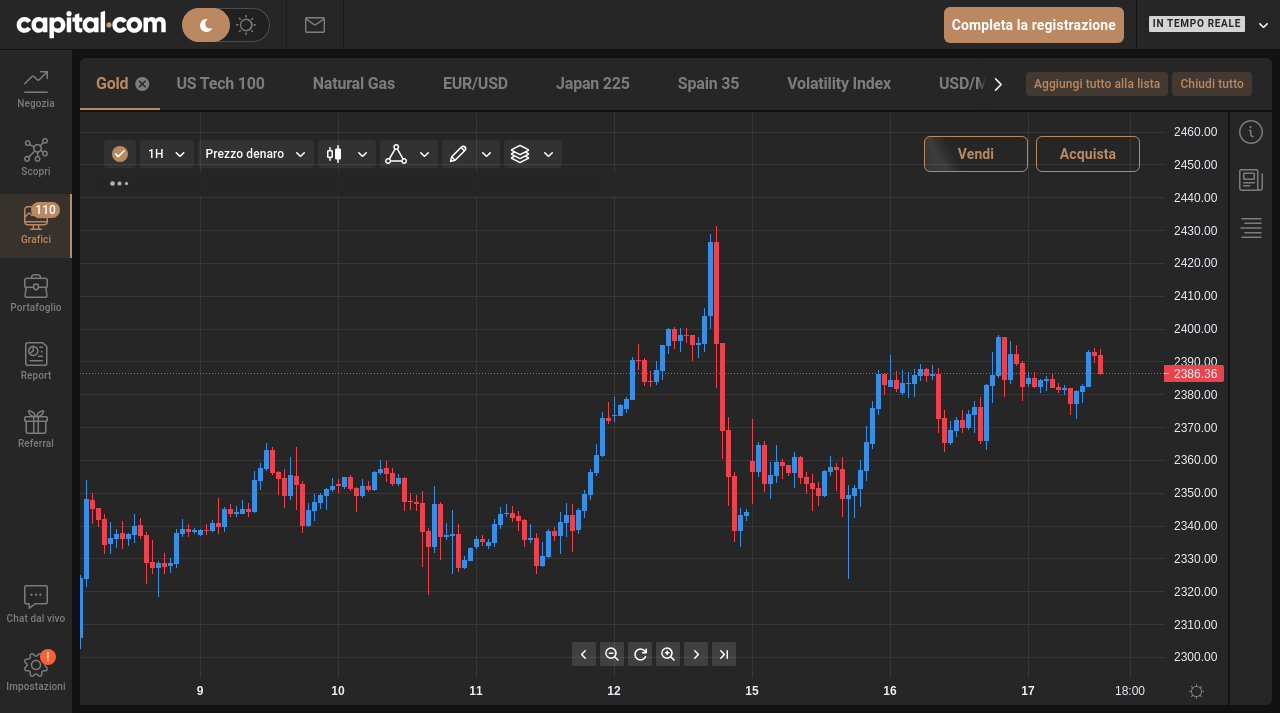 capital.com
Completa la registrazione
IN TEMPO REALE
Negozia
Scopri
110
Grafici
Portafoglio
Report
Referral
Chat dal vivo
!
Impostazioni
Gold
US Tech 100
Natural Gas
EUR/USD
Japan 225
Spain 35
Volatility Index
Aggiungi tutto alla lista
Chiudi tutto
1H
Prezzo denaro
Vendi
Acquista
2460.00
2450.00
2440.00
2430.00
2420.00
2410.00
2400.00
2390.00
2386.36
2380.00
2370.00
2360.00
2350.00
2340.00
2330.00
2320.00
2310.00
2300.00
9
10
11
12
15
16
17
18:00